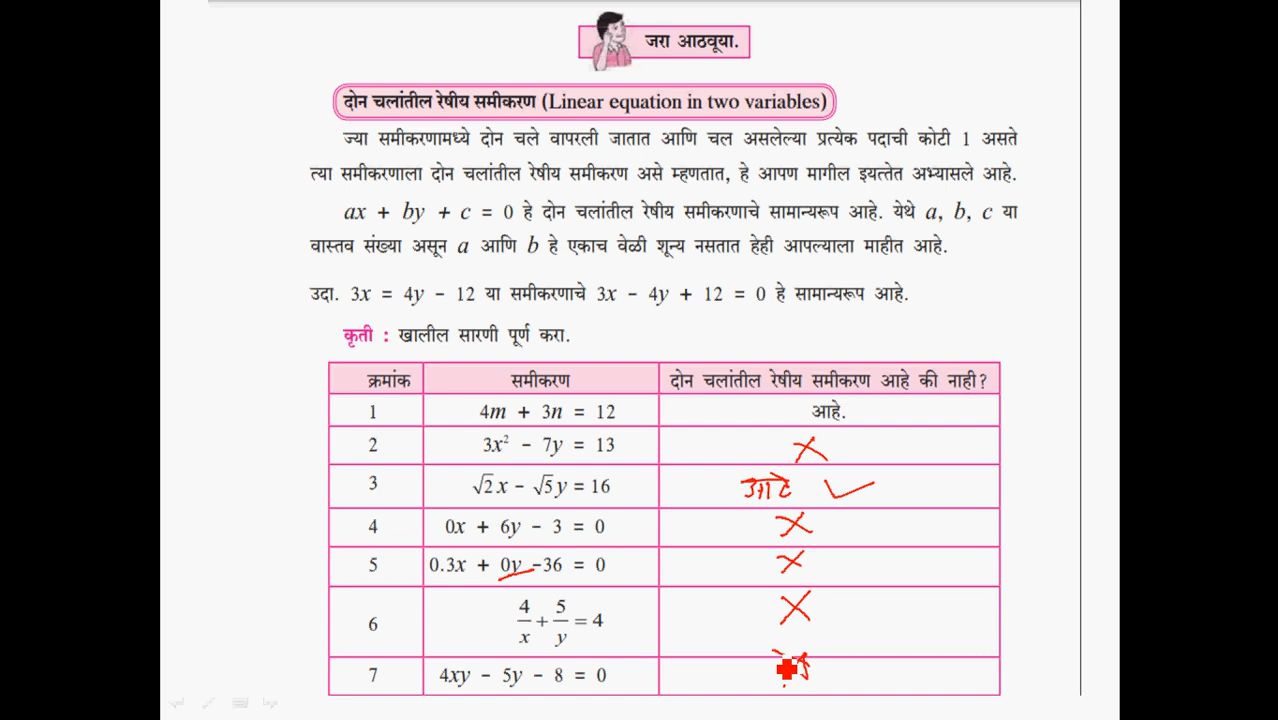 जरा आठवूया.
दोन चलांतील रेषीय समीकरण (Linear equation in two variables)
ज्या समीकरणामध्ये दोन चले वापरली जातात आणि चल असलेल्या प्रत्येक पदाची कोटी 1 असते
त्या समीकरणाला दोन चलांतील रेषीय समीकरण असे म्हणतात, हे आपण मागील इयत्तेत अभ्यासले आहे.
ax + by + c = 0 हे दोन चलांतील रेषीय समीकरणाचे सामान्यरूप आहे. येथे a, b, c या
वास्तव संख्या असून a आणि b हे एकाच वेळी शून्य नसतात हेही आपल्याला माहीत आहे.
उदा. 3x = 4y - 12 या समीकरणाचे 3x - 4y + 12 = 0 हे सामान्यरूप आहे.
कृती : खालील सारणी पूर्ण करा.
क्रमांक समीकरण दोन चलांतील रेषीय समीकरण आहे की नाही?
1 4m + 3n = 12 आहे.
2 3x² - 7y = 13 ✗
3 √2x - √5y = 16 आहे ✓
4 0x + 6y - 3 = 0 ✗
5 0.3x + 0y -36 = 0 ✗
6 4/x + 5/y = 4 ✗
7 4xy - 5y - 8 = 0